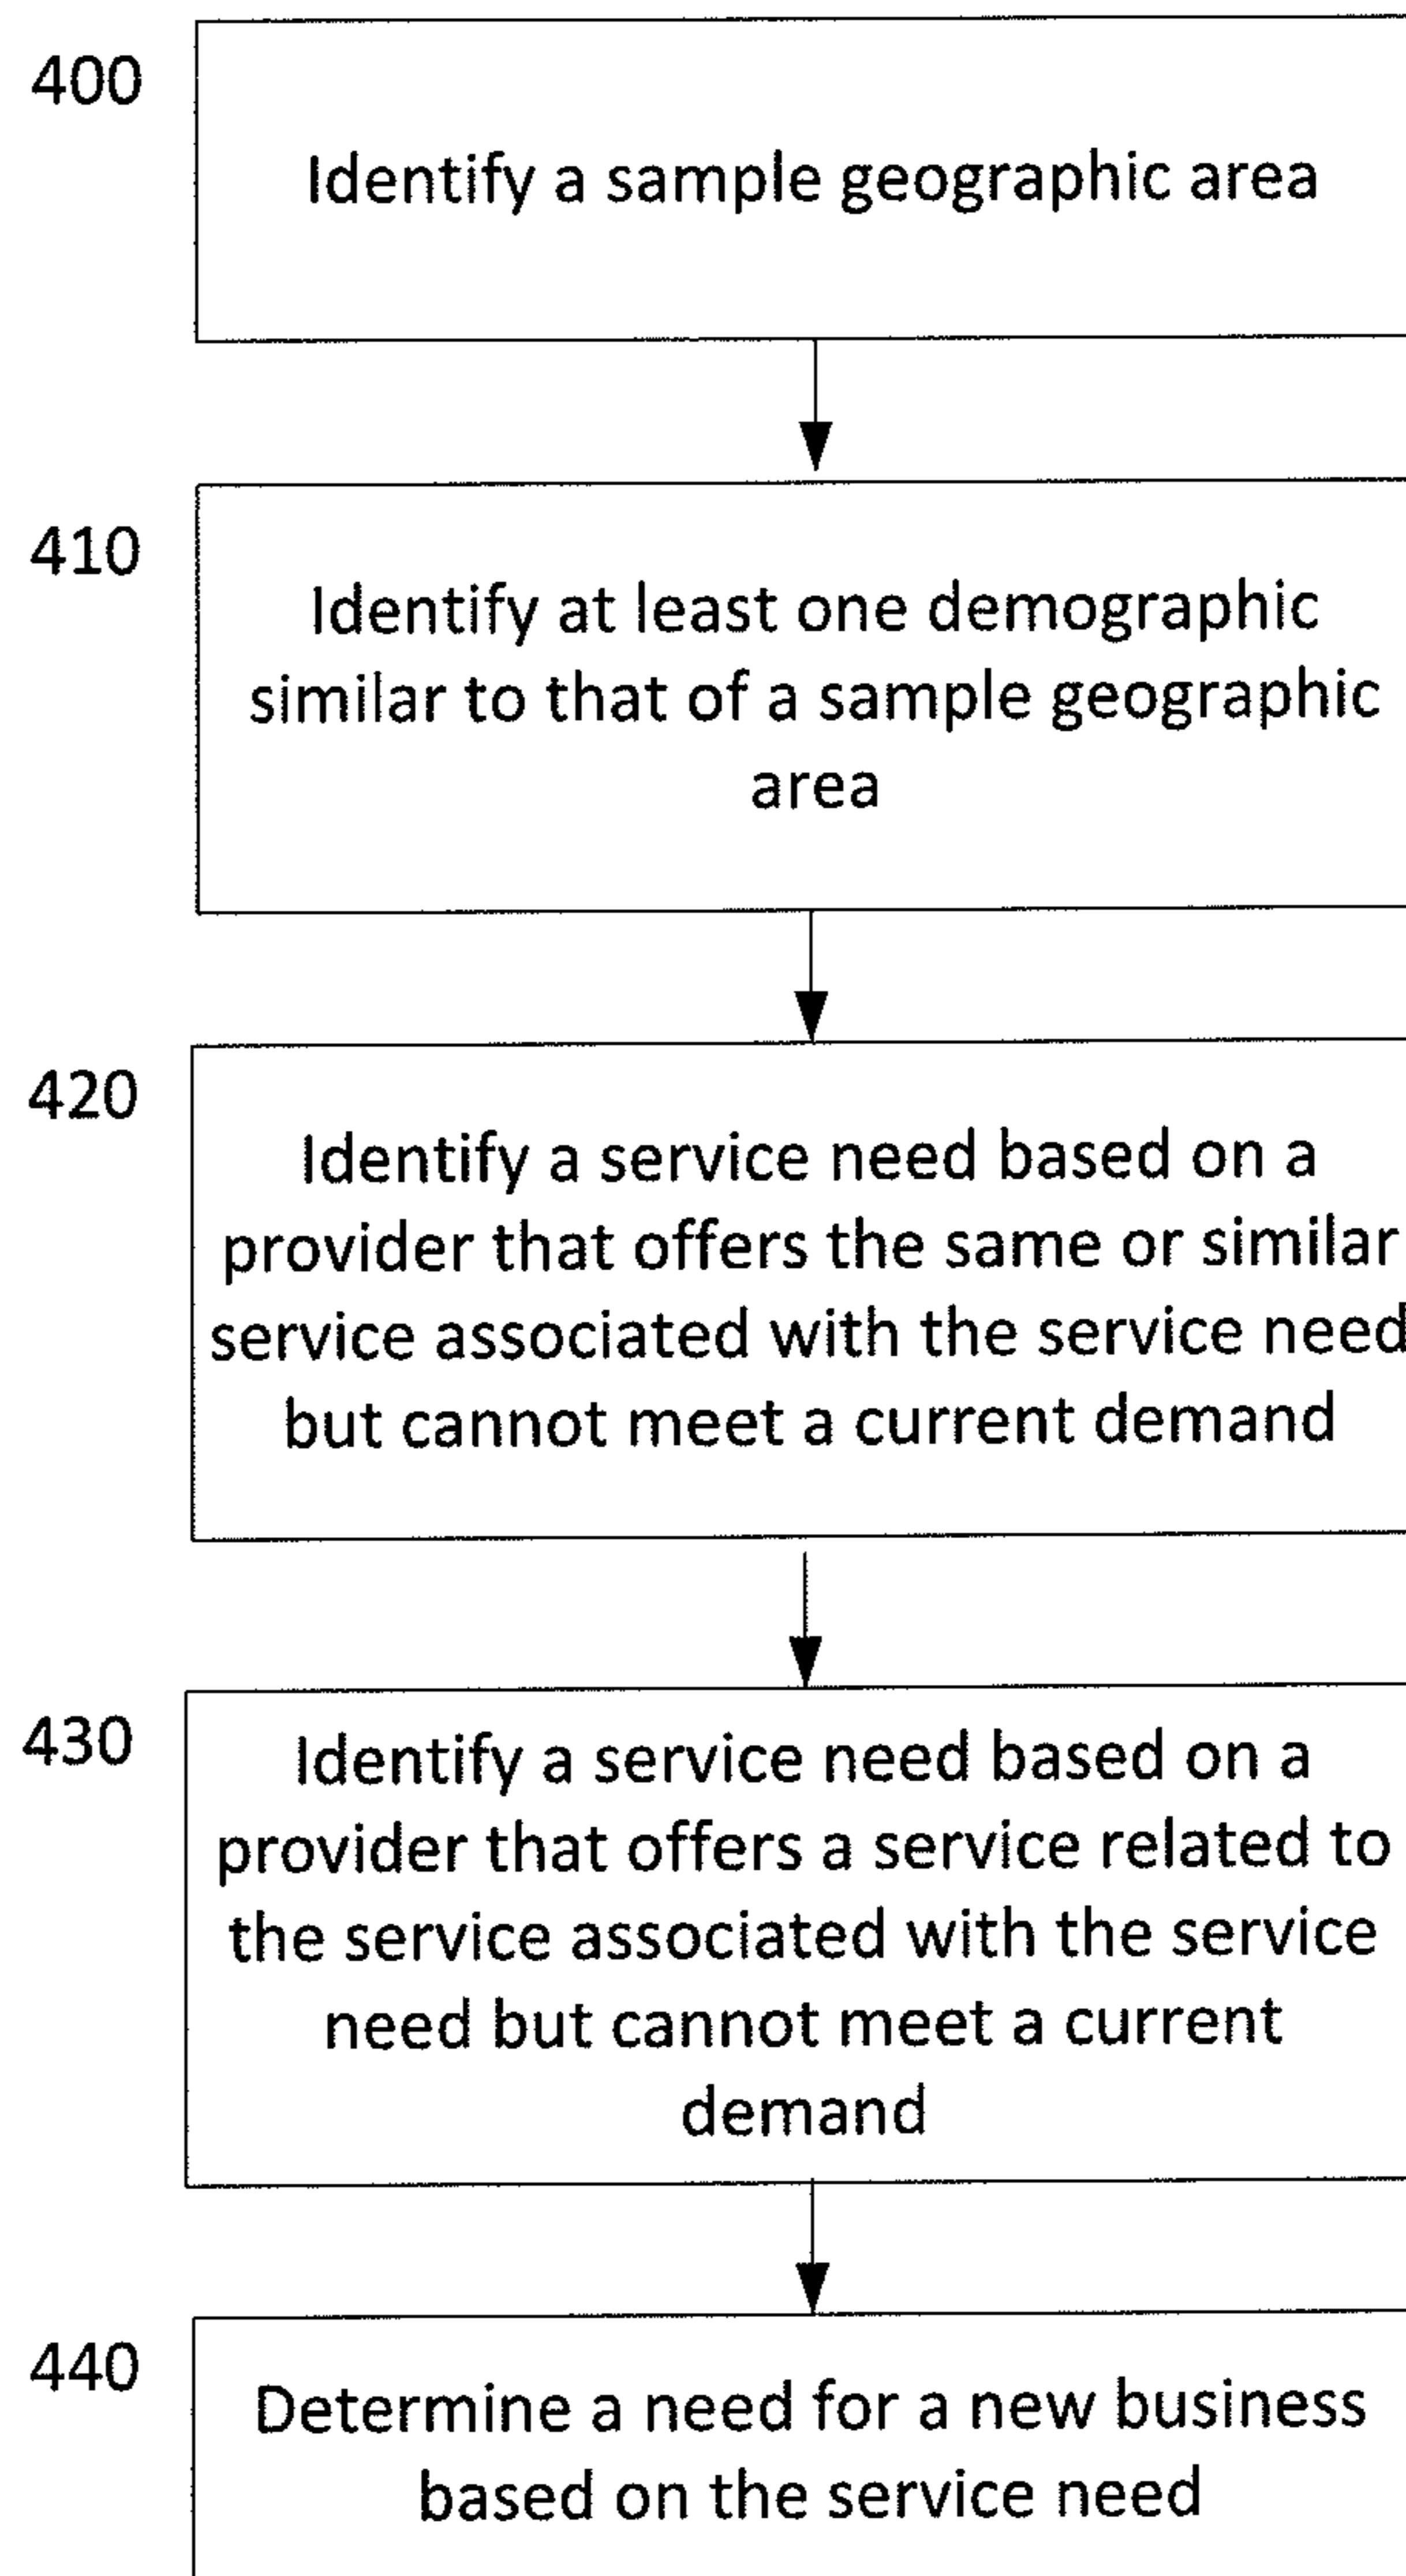 400
Identify a sample geographic area
410
Identify at least one demographic
similar to that of a sample geographic
area
420
Identify a service need based on a
provider that offers the same or similar
service associated with the service need
but cannot meet a current demand
430
Identify a service need based on a
provider that offers a service related to
the service associated with the service
need but cannot meet a current
demand
440
Determine a need for a new business
based on the service need